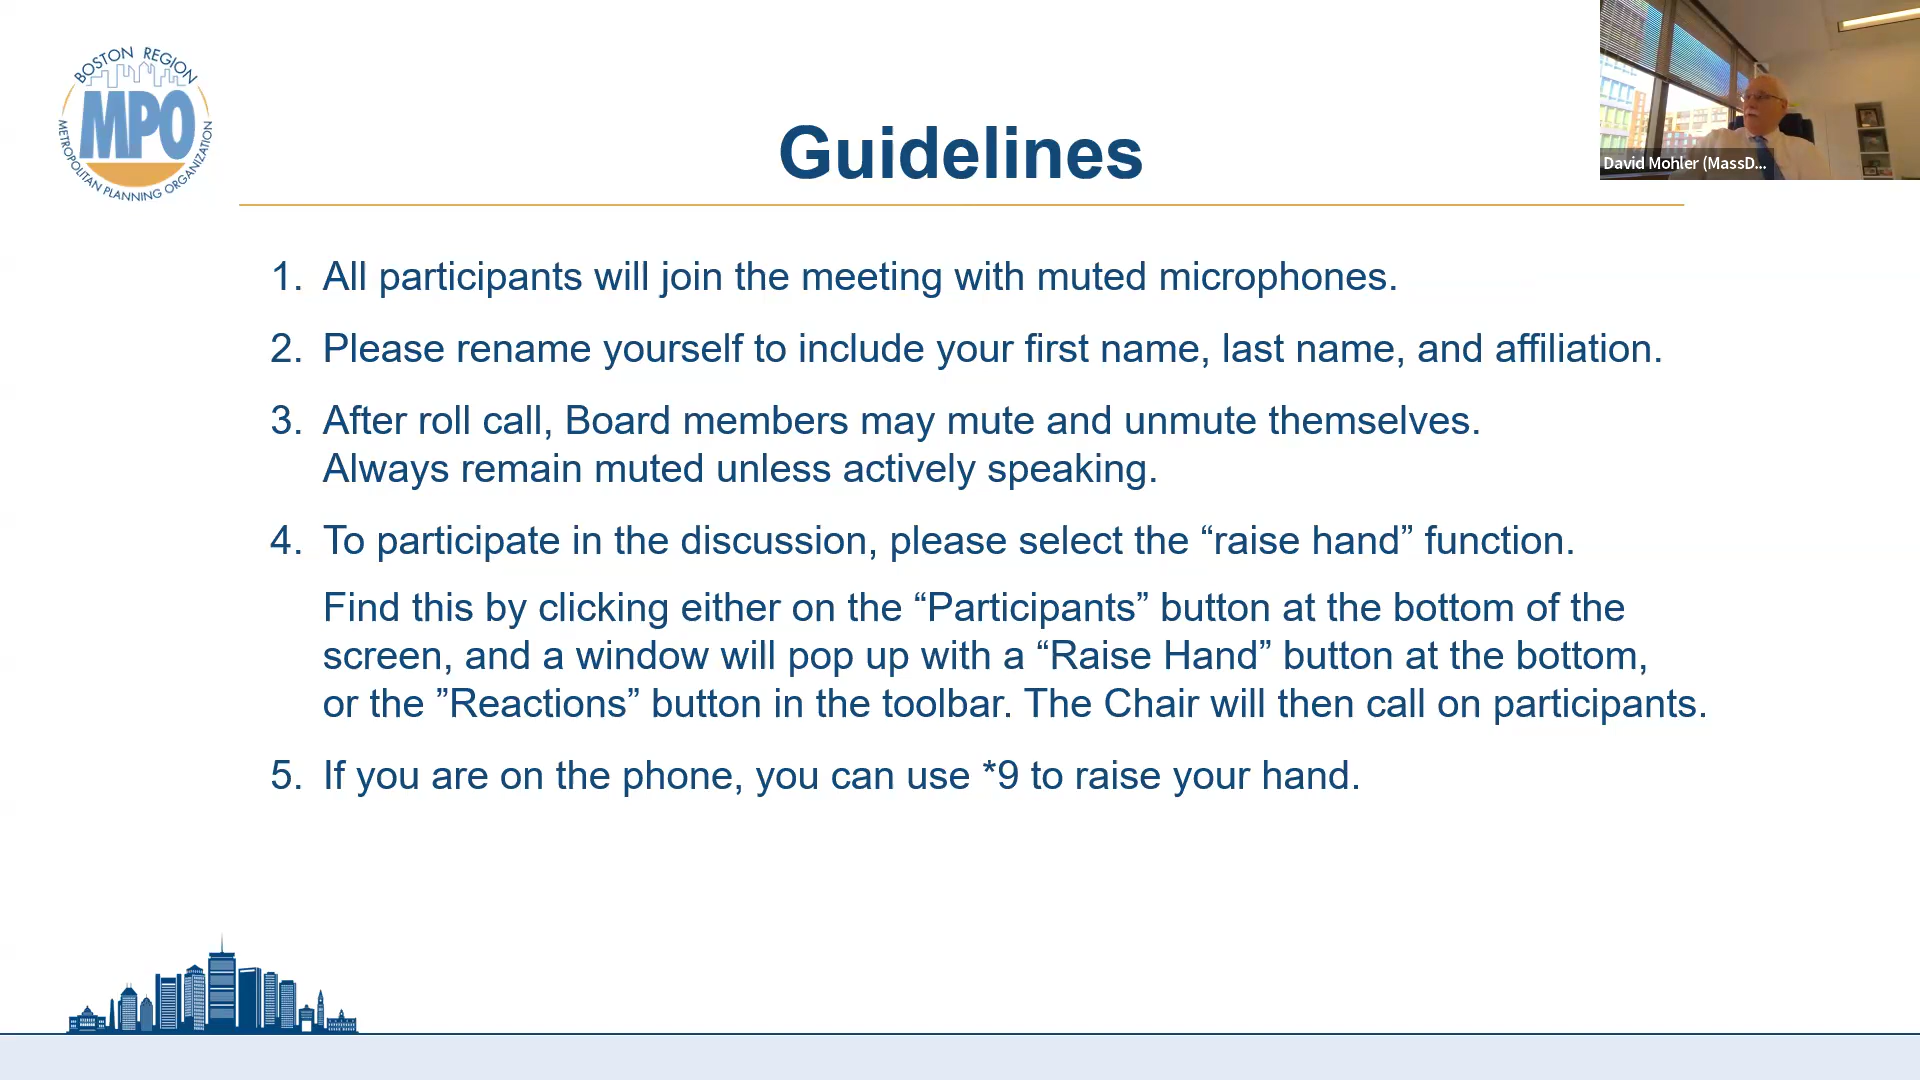 BOSTON REGION
MPO
METROPOLITAN PLANNING ORGANIZATION
David Mohler (MassD...
Guidelines
1. All participants will join the meeting with muted microphones.
2. Please rename yourself to include your first name, last name, and affiliation.
3. After roll call, Board members may mute and unmute themselves.
Always remain muted unless actively speaking.
4. To participate in the discussion, please select the “raise hand” function.
Find this by clicking either on the “Participants” button at the bottom of the
screen, and a window will pop up with a “Raise Hand” button at the bottom,
or the ”Reactions” button in the toolbar. The Chair will then call on participants.
5. If you are on the phone, you can use *9 to raise your hand.